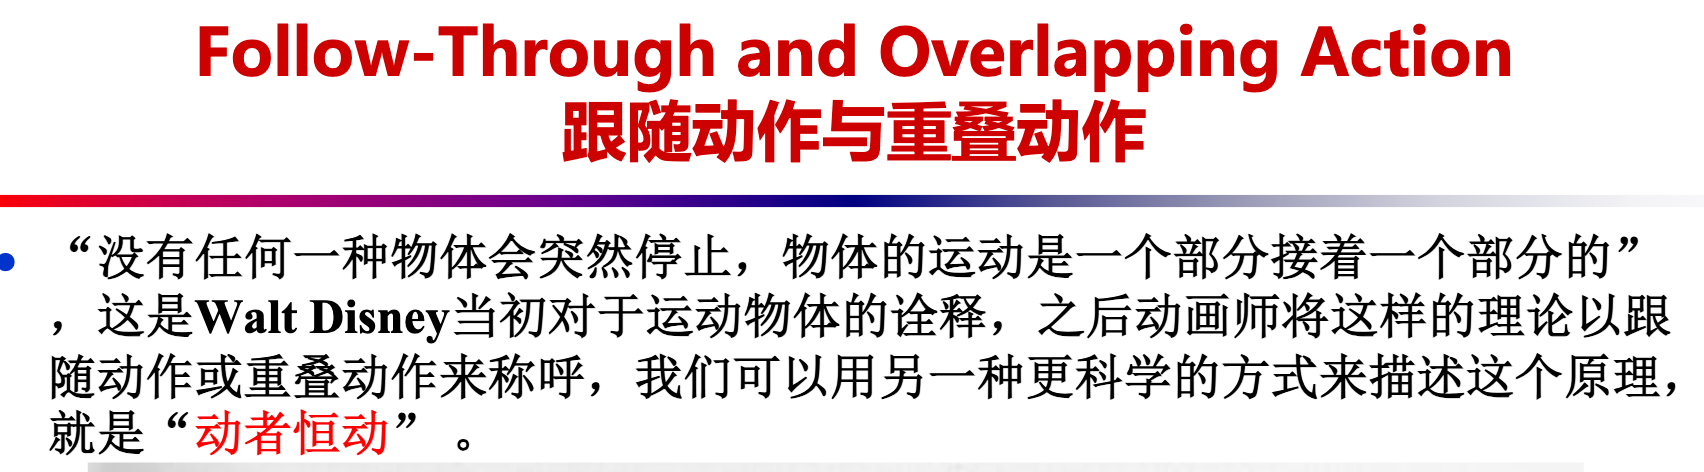 Follow-Through and Overlapping Action
跟随动作与重叠动作
“没有任何一种物体会突然停止，物体的运动是一个部分接着一个部分的”
，这是Walt Disney当初对于运动物体的诠释，之后动画师将这样的理论以跟
随动作或重叠动作来称呼，我们可以用另一种更科学的方式来描述这个原理，
就是“动者恒动” 。